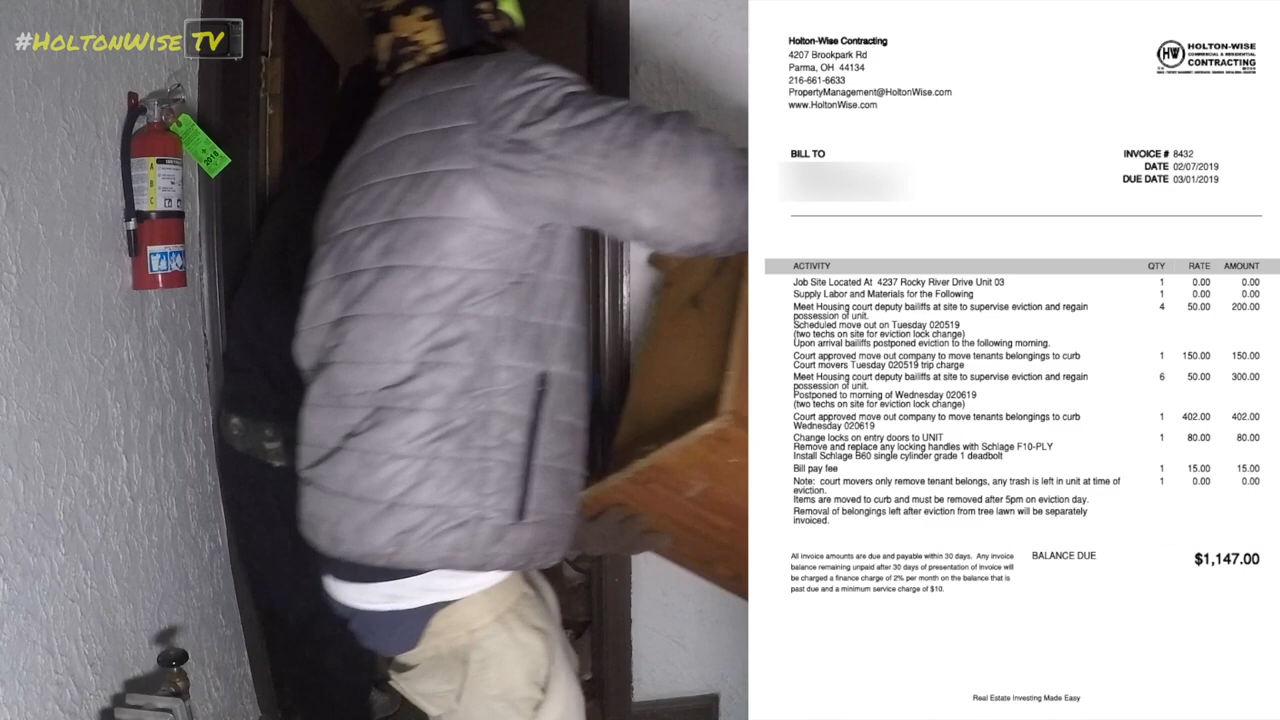 #HOLTONWISE TV
2018
A
B
C
Holton-Wise Contracting
4207 Brookpark Rd
Parma, OH 44134
216-661-6633
PropertyManagement@HoltonWise.com
www.HoltonWise.com
HW
HOLTON-WISE
COMMERCIAL & RESIDENTIAL
CONTRACTING
BILL TO
INVOICE # 8432
DATE 02/07/2019
DUE DATE 03/01/2019
ACTIVITY QTY RATE AMOUNT
Job Site Located At 4237 Rocky River Drive Unit 03 1 0.00 0.00
Supply Labor and Materials for the Following 1 0.00 0.00
Meet Housing court deputy bailiffs at site to supervise eviction and regain 4 50.00 200.00
possession of unit.
Scheduled move out on Tuesday 020519
(two techs on site for eviction lock change)
Upon arrival bailiffs postponed eviction to the following morning.
Court approved move out company to move tenants belongings to curb 1 150.00 150.00
Court movers Tuesday 020519 trip charge
Meet Housing court deputy bailiffs at site to supervise eviction and regain 6 50.00 300.00
possession of unit.
Postponed to morning of Wednesday 020619
(two techs on site for eviction lock change)
Court approved move out company to move tenants belongings to curb 1 402.00 402.00
Wednesday 020619
Change locks on entry doors to UNIT 1 80.00 80.00
Remove and replace any locking handles with Schlage F10-PLY
Install Schlage B60 single cylinder grade 1 deadbolt
Bill pay fee 1 15.00 15.00
Note: court movers only remove tenant belongs, any trash is left in unit at time of 1 0.00 0.00
eviction.
Items are moved to curb and must be removed after 5pm on eviction day.
Removal of belongings left after eviction from tree lawn will be separately
invoiced.
All invoice amounts are due and payable within 30 days. Any invoice
balance remaining unpaid after 30 days of presentation of invoice will
be charged a finance charge of 2% per month on the balance that is
past due and a minimum service charge of $10.
BALANCE DUE $1,147.00
Real Estate Investing Made Easy